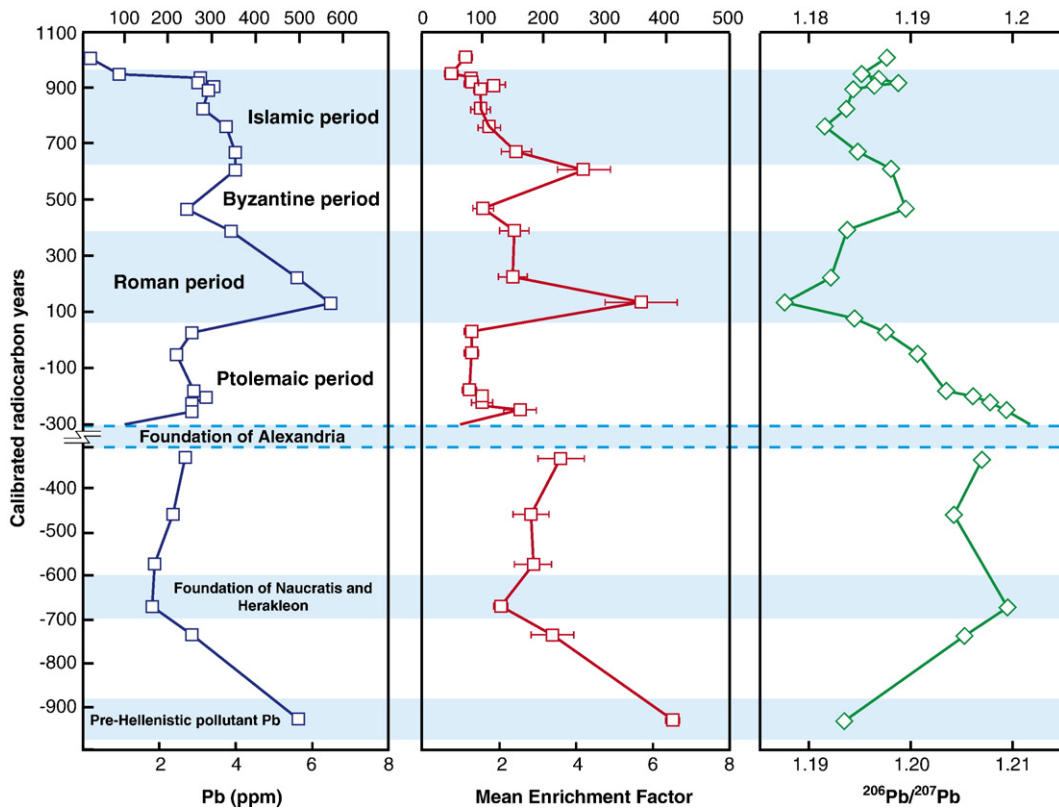 100 200 300 400 500 600
0 100 200 300 400 500
1.18 1.19 1.2
1100
900
700
500
300
100
-100
-300
-400
-500
-600
-700
-800
-900
Calibrated radiocarbon years
Islamic period
Byzantine period
Roman period
Ptolemaic period
Foundation of Alexandria
Foundation of Naucratis and
Herakleon
Pre-Hellenistic pollutant Pb
2 4 6 8
0 2 4 6 8
1.19 1.20 1.21
Pb (ppm)
Mean Enrichment Factor
206Pb/207Pb